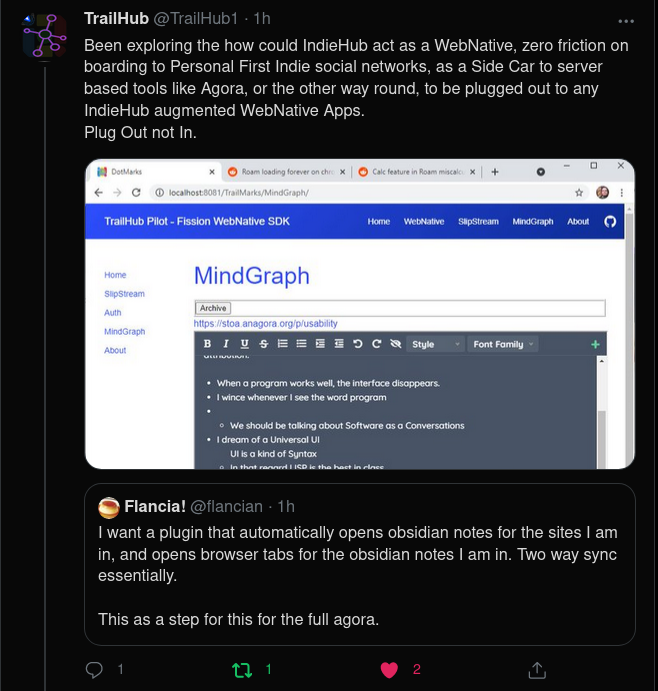 TrailHub @TrailHub1 · 1h
Been exploring the how could IndieHub act as a WebNative, zero friction on
boarding to Personal First Indie social networks, as a Side Car to server
based tools like Agora, or the other way round, to be plugged out to any
IndieHub augmented WebNative Apps.
Plug Out not In.
DotMarks
Roam loading forever on chro
Calc feature in Roam miscalc
localhost:8081/TrailMarks/MindGraph/
TrailHub Pilot - Fission WebNative SDK
Home WebNative SlipStream MindGraph About
Home
SlipStream
Auth
MindGraph
About
MindGraph
Archive
https://stoa.anagora.org/p/usability
B I U S Style Font Family +
attribution.
• When a program works well, the interface disappears.
• I wince whenever I see the word program
•
○ We should be talking about Software as a Conversations
• I dream of a Universal UI
UI is a kind of Syntax
○ In that regard LISP is the best in class
Flancia! @flancian · 1h
I want a plugin that automatically opens obsidian notes for the sites I am
in, and opens browser tabs for the obsidian notes I am in. Two way sync
essentially.
This as a step for this for the full agora.
1 1 2